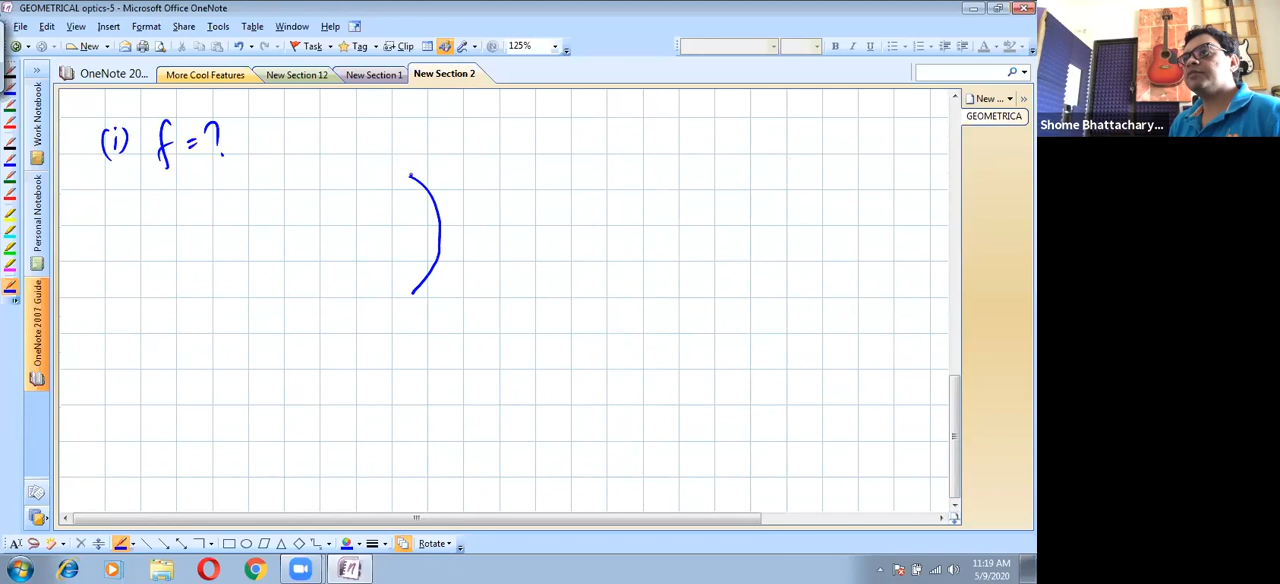 GEOMETRICAL optics-5 - Microsoft Office OneNote
File Edit View Insert Format Share Tools Table Window Help
New Task Tag Clip 125% B I U
OneNote 20... More Cool Features New Section 12 New Section 1 New Section 2
New ...
GEOMETRICA
Work Notebook
Personal Notebook
OneNote 2007 Guide
(i) f = ?
Shome Bhattachary...
Rotate
11:19 AM
5/9/2020